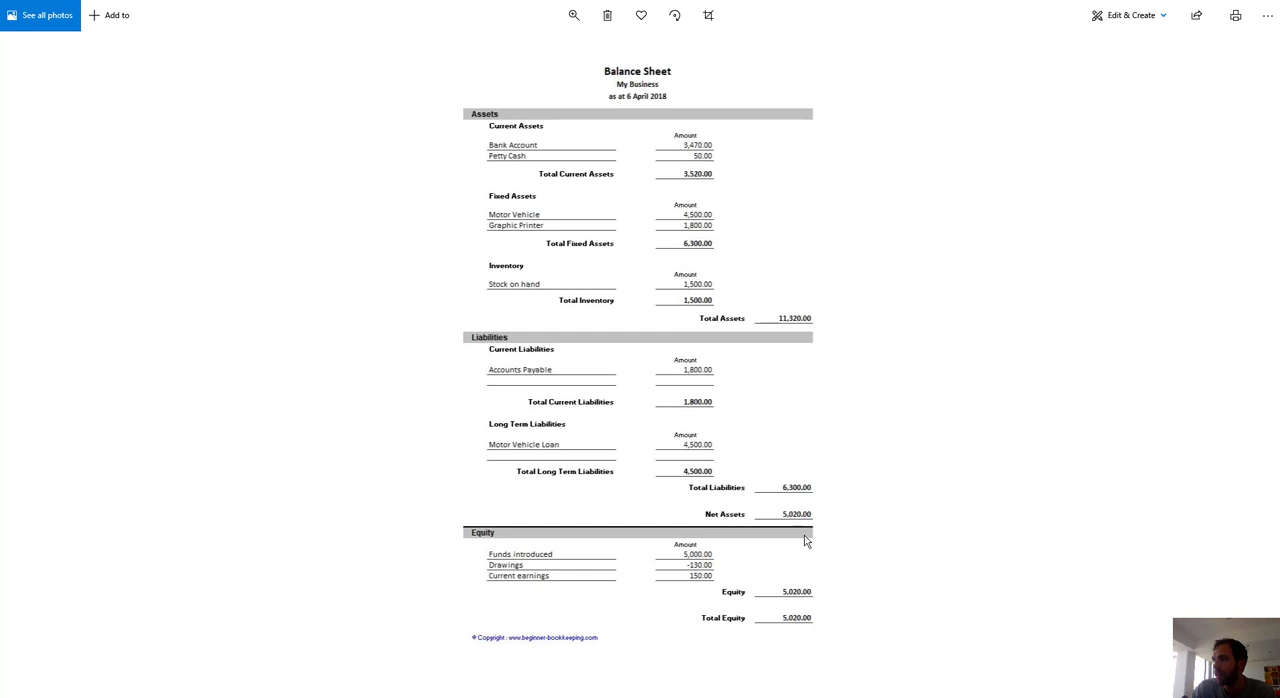 See all photos Add to Edit & Create
Balance Sheet
My Business
as at 6 April 2018
Assets
Current Assets
Amount
Bank Account 3,470.00
Petty Cash 50.00
Total Current Assets 3,520.00
Fixed Assets
Amount
Motor Vehicle 4,500.00
Graphic Printer 1,800.00
Total Fixed Assets 6,300.00
Inventory
Amount
Stock on hand 1,500.00
Total Inventory 1,500.00
Total Assets 11,320.00
Liabilities
Current Liabilities
Amount
Accounts Payable 1,800.00
Total Current Liabilities 1,800.00
Long Term Liabilities
Amount
Motor Vehicle Loan 4,500.00
Total Long Term Liabilities 4,500.00
Total Liabilities 6,300.00
Net Assets 5,020.00
Equity
Amount
Funds introduced 5,000.00
Drawings -130.00
Current earnings 150.00
Equity 5,020.00
Total Equity 5,020.00
© Copyright : www.beginner-bookkeeping.com